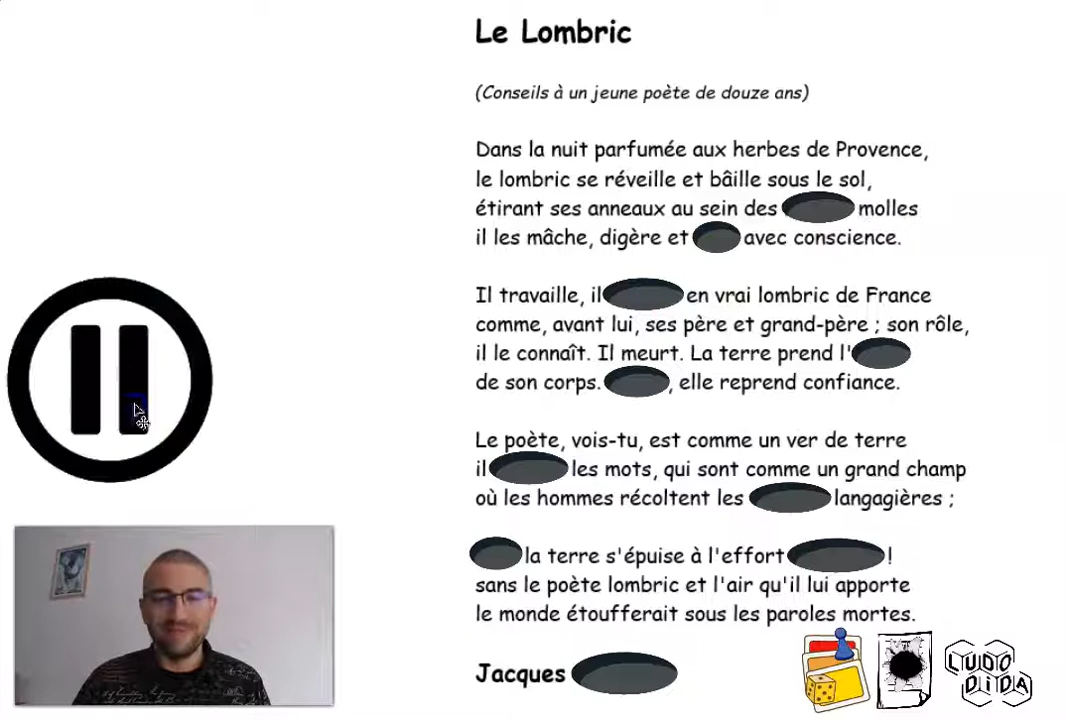 Le Lombric
(Conseils à un jeune poète de douze ans)
Dans la nuit parfumée aux herbes de Provence,
le lombric se réveille et bâille sous le sol,
étirant ses anneaux au sein des molles
il les mâche, digère et avec conscience.
Il travaille, il en vrai lombric de France
comme, avant lui, ses père et grand-père ; son rôle,
il le connaît. Il meurt. La terre prend l'
de son corps. , elle reprend confiance.
Le poète, vois-tu, est comme un ver de terre
il les mots, qui sont comme un grand champ
où les hommes récoltent les langagières ;
la terre s'épuise à l'effort !
sans le poète lombric et l'air qu'il lui apporte
le monde étoufferait sous les paroles mortes.
Jacques
LUDO
DiDA